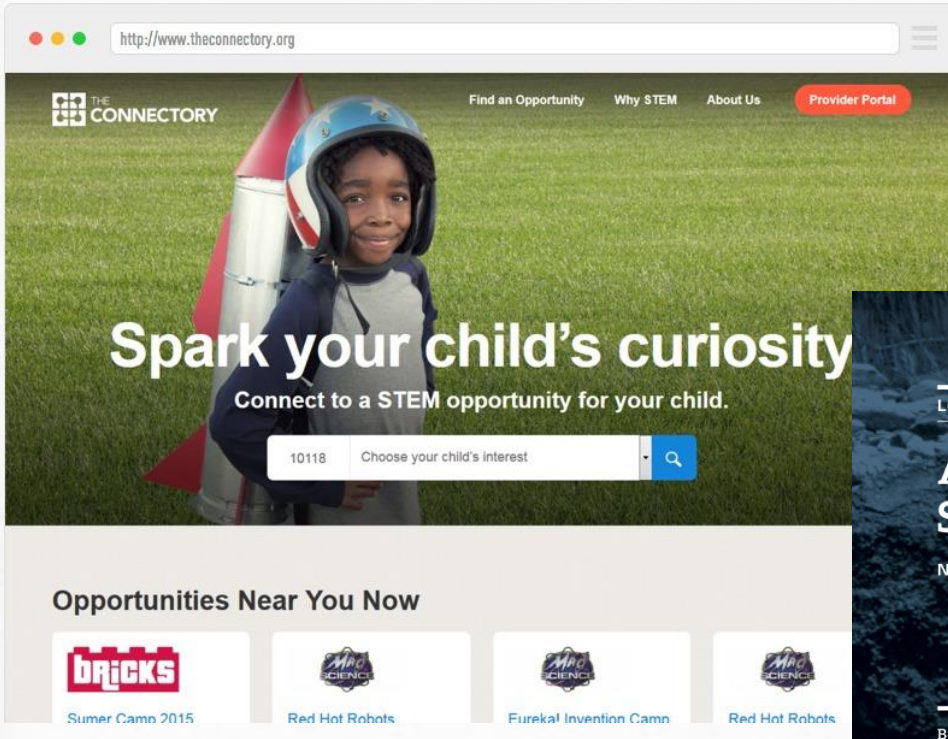 http://www.theconnectory.org
THE
CONNECTORY
Find an Opportunity Why STEM About Us Provider Portal
Spark your child's curiosity
Connect to a STEM opportunity for your child.
10118 Choose your child's interest
Opportunities Near You Now
BRICKS
MAD
SCIENCE
MAD
SCIENCE
MAD
SCIENCE
Sumer Camp 2015
Red Hot Robots
Eureka! Invention Camp
Red Hot Robots